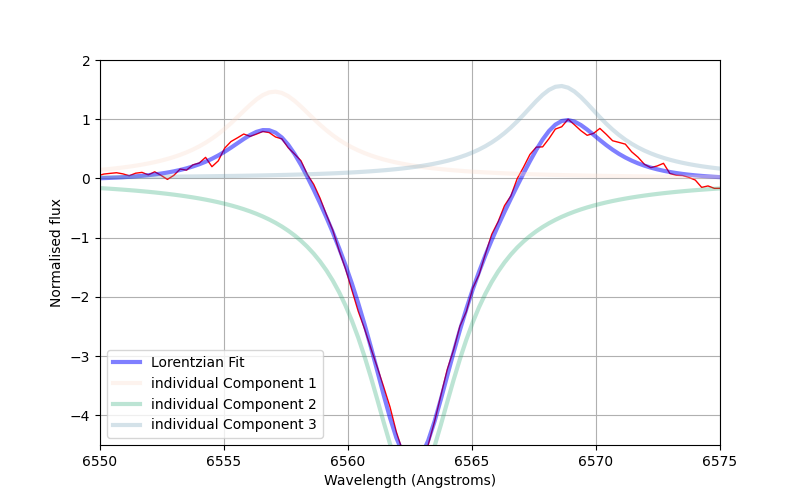 2
1
0
−1
−2
−3
−4
Normalised flux
Lorentzian Fit
individual Component 1
individual Component 2
individual Component 3
6550 6555 6560 6565 6570 6575
Wavelength (Angstroms)